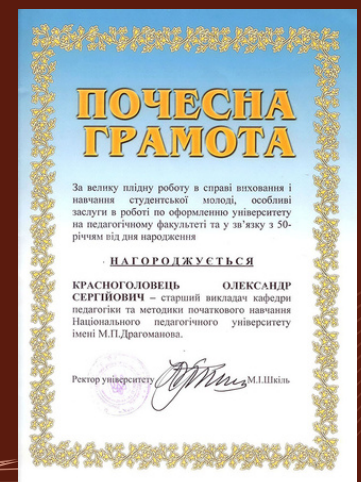 ПОЧЕСНА
ГРАМОТА
За велику плідну роботу в справі виховання і
навчання студентської молоді, особливі
заслуги в роботі по оформленню університету
на педагогічному факультеті та у зв'язку з 50-
річчям від дня народження
НАГОРОДЖУЄТЬСЯ
КРАСНОГОЛОВЕЦЬ ОЛЕКСАНДР
СЕРГІЙОВИЧ – старший викладач кафедри
педагогіки та методики початкового навчання
Національного педагогічного університету
імені М.П.Драгоманова.
Ректор університету М.І.Шкіль